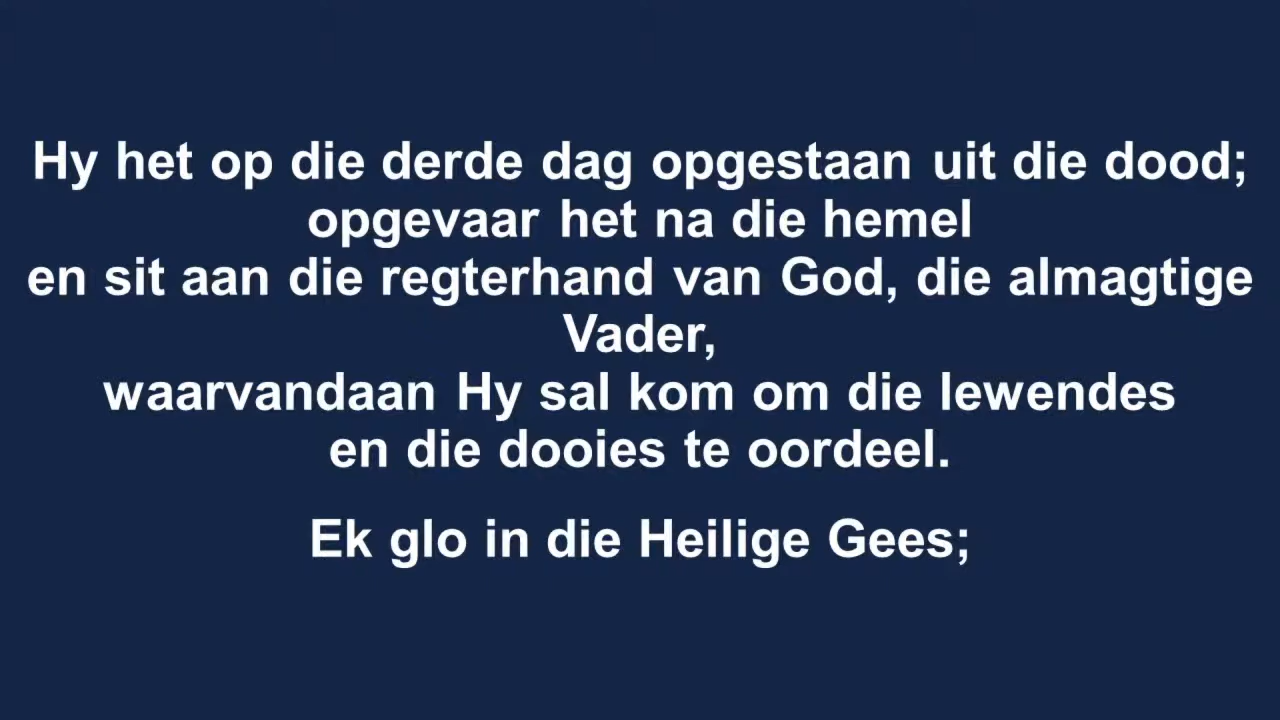 Hy het op die derde dag opgestaan uit die dood;
opgevaar het na die hemel
en sit aan die regterhand van God, die almagtige
Vader,
waarvandaan Hy sal kom om die lewendes
en die dooies te oordeel.
Ek glo in die Heilige Gees;